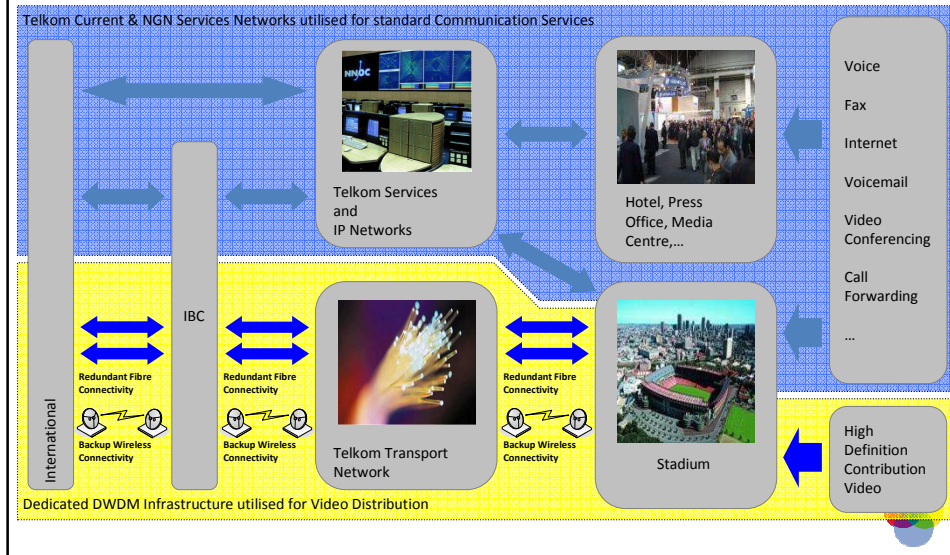 Telkom Current & NGN Services Networks utilised for standard Communication Services
International
IBC
NNOC
Telkom Services
and
IP Networks
Hotel, Press
Office, Media
Centre,...
Voice
Fax
Internet
Voicemail
Video
Conferencing
Call
Forwarding
...
Redundant Fibre
Connectivity
Backup Wireless
Connectivity
Redundant Fibre
Connectivity
Backup Wireless
Connectivity
Telkom Transport
Network
Redundant Fibre
Connectivity
Backup Wireless
Connectivity
Stadium
High
Definition
Contribution
Video
Dedicated DWDM Infrastructure utilised for Video Distribution